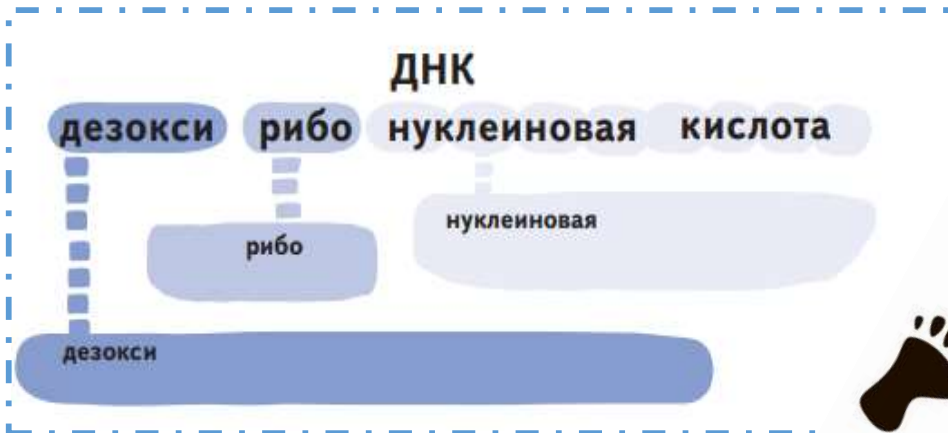 ДНК
дезокси рибо нуклеиновая кислота
нуклеиновая
рибо
дезокси